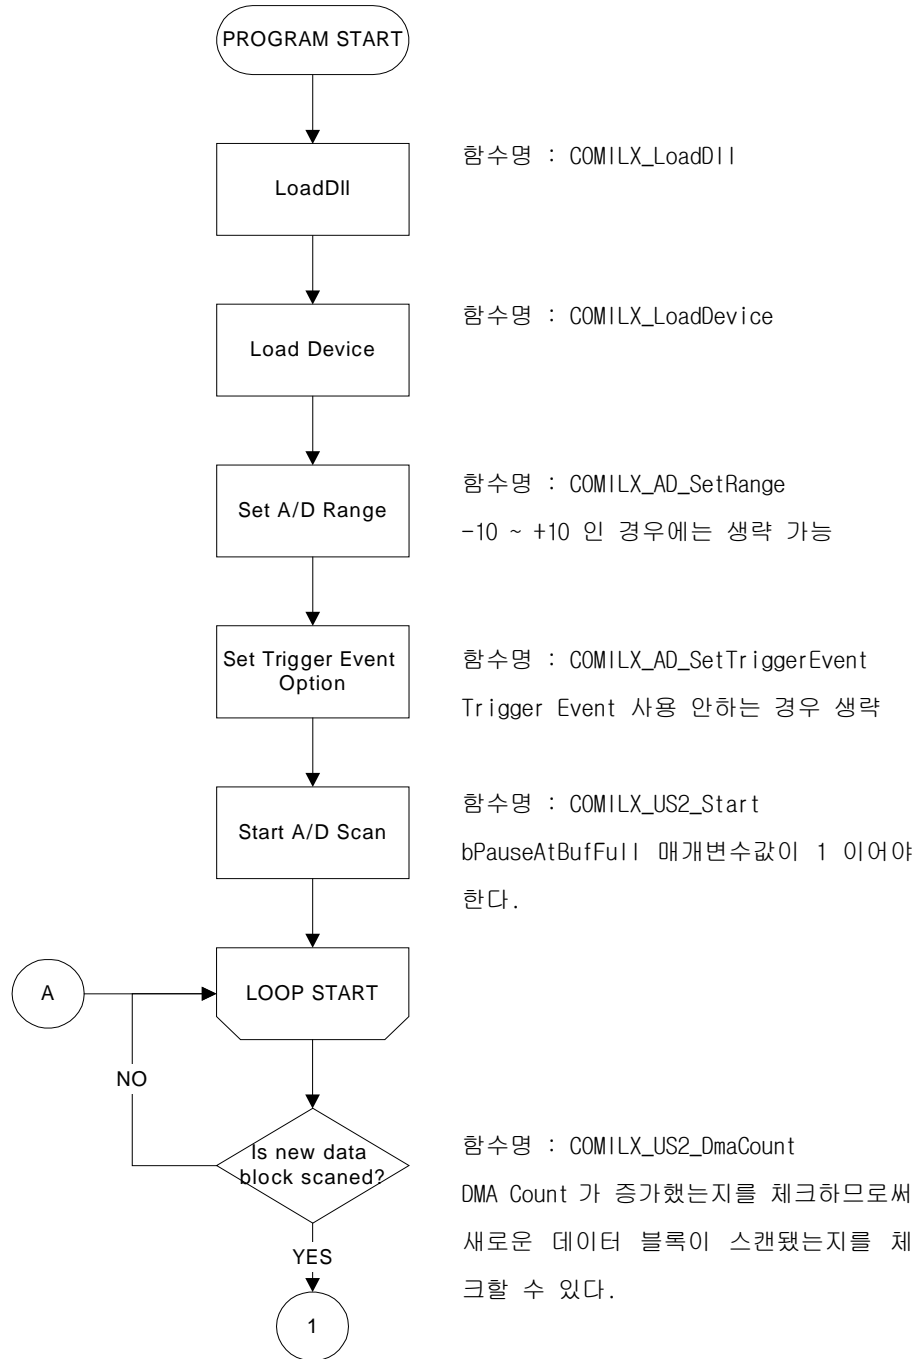 PROGRAM START
LoadDll
함수명 : COMILX_LoadDll
Load Device
함수명 : COMILX_LoadDevice
Set A/D Range
함수명 : COMILX_AD_SetRange
-10 ~ +10 인 경우에는 생략 가능
Set Trigger Event
Option
함수명 : COMILX_AD_SetTriggerEvent
Trigger Event 사용 안하는 경우 생략
Start A/D Scan
함수명 : COMILX_US2_Start
bPauseAtBufFull 매개변수값이 1 이어야
한다.
A
LOOP START
NO
Is new data
block scaned?
함수명 : COMILX_US2_DmaCount
DMA Count 가 증가했는지를 체크하므로써
새로운 데이터 블록이 스캔됐는지를 체
크할 수 있다.
YES
1